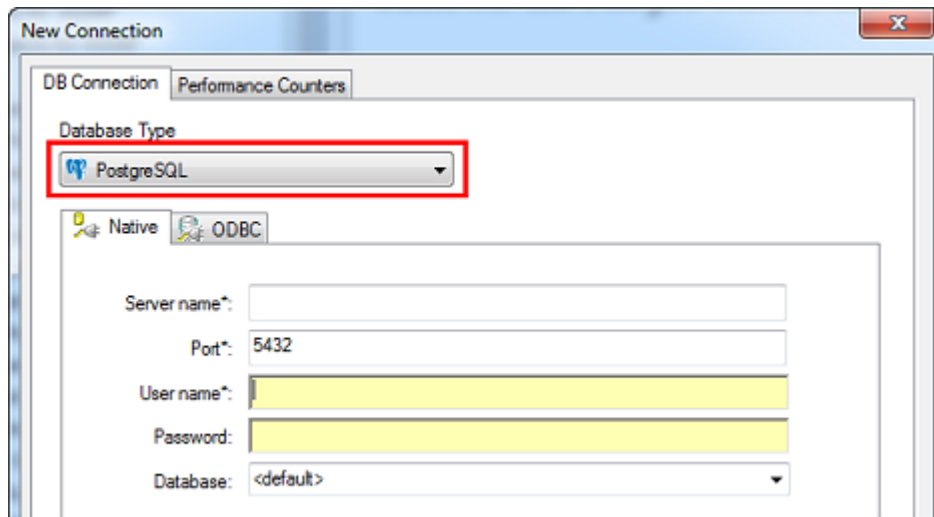 New Connection
DB Connection Performance Counters
Database Type
PostgreSQL
Native ODBC
Server name*:
Port*: 5432
User name*:
Password:
Database: <default>